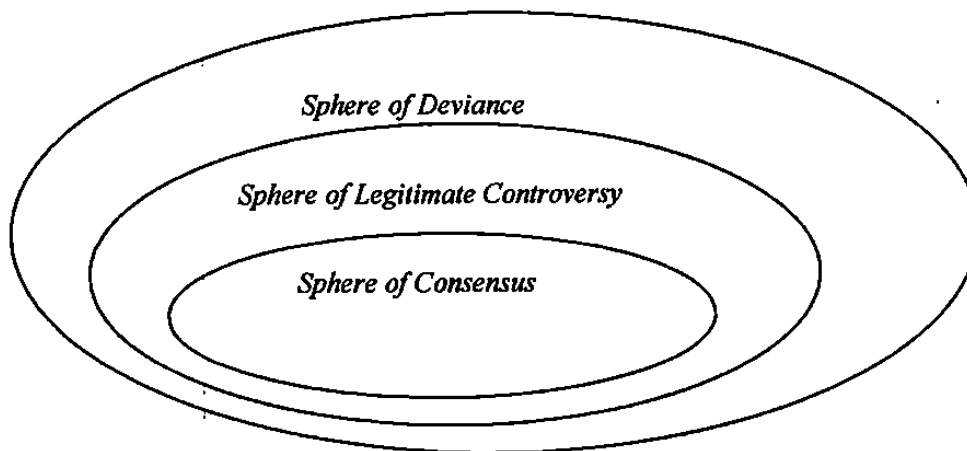 Sphere of Deviance
Sphere of Legitimate Controversy
Sphere of Consensus